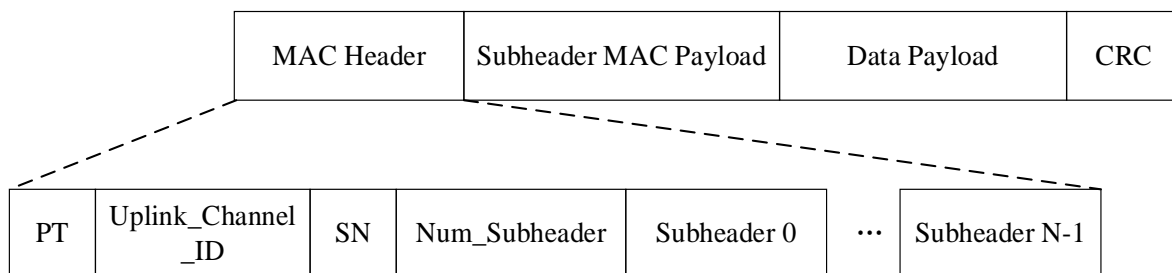 MAC Header
Subheader MAC Payload
Data Payload
CRC
PT
Uplink_Channel
_ID
SN
Num_Subheader
Subheader 0
···
Subheader N-1